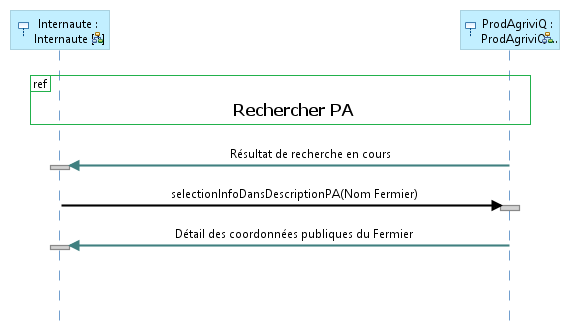 Internaute :
Internaute [
ProdAgriviQ :
ProdAgriviQ...
ref
Rechercher PA
Résultat de recherche en cours
selectionInfoDansDescriptionPA(Nom Fermier)
Détail des coordonnées publiques du Fermier